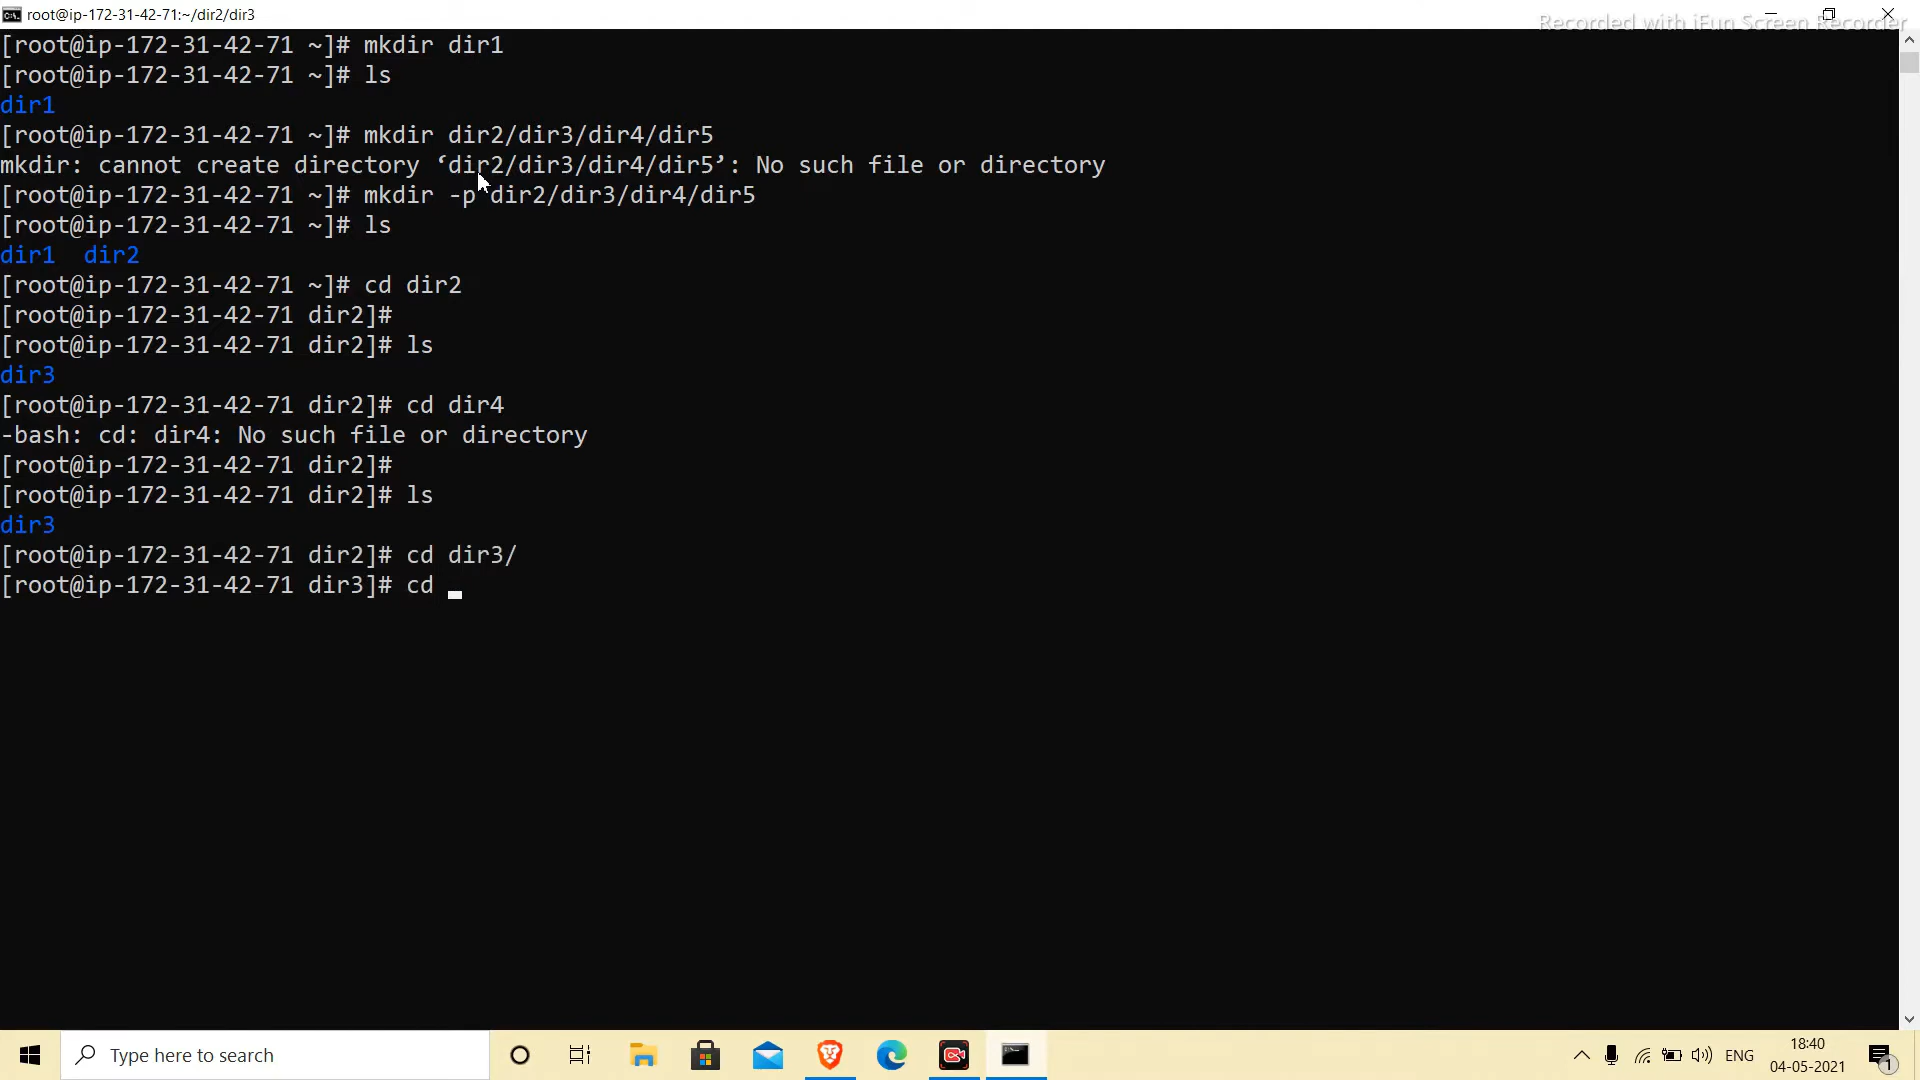 root@ip-172-31-42-71:~/dir2/dir3
Recorded with iFun Screen Recorder
[root@ip-172-31-42-71 ~]# mkdir dir1
[root@ip-172-31-42-71 ~]# ls
dir1
[root@ip-172-31-42-71 ~]# mkdir dir2/dir3/dir4/dir5
mkdir: cannot create directory ‘dir2/dir3/dir4/dir5’: No such file or directory
[root@ip-172-31-42-71 ~]# mkdir -p dir2/dir3/dir4/dir5
[root@ip-172-31-42-71 ~]# ls
dir1  dir2
[root@ip-172-31-42-71 ~]# cd dir2
[root@ip-172-31-42-71 dir2]#
[root@ip-172-31-42-71 dir2]# ls
dir3
[root@ip-172-31-42-71 dir2]# cd dir4
-bash: cd: dir4: No such file or directory
[root@ip-172-31-42-71 dir2]#
[root@ip-172-31-42-71 dir2]# ls
dir3
[root@ip-172-31-42-71 dir2]# cd dir3/
[root@ip-172-31-42-71 dir3]# cd
Type here to search
ENG
18:40
04-05-2021
1